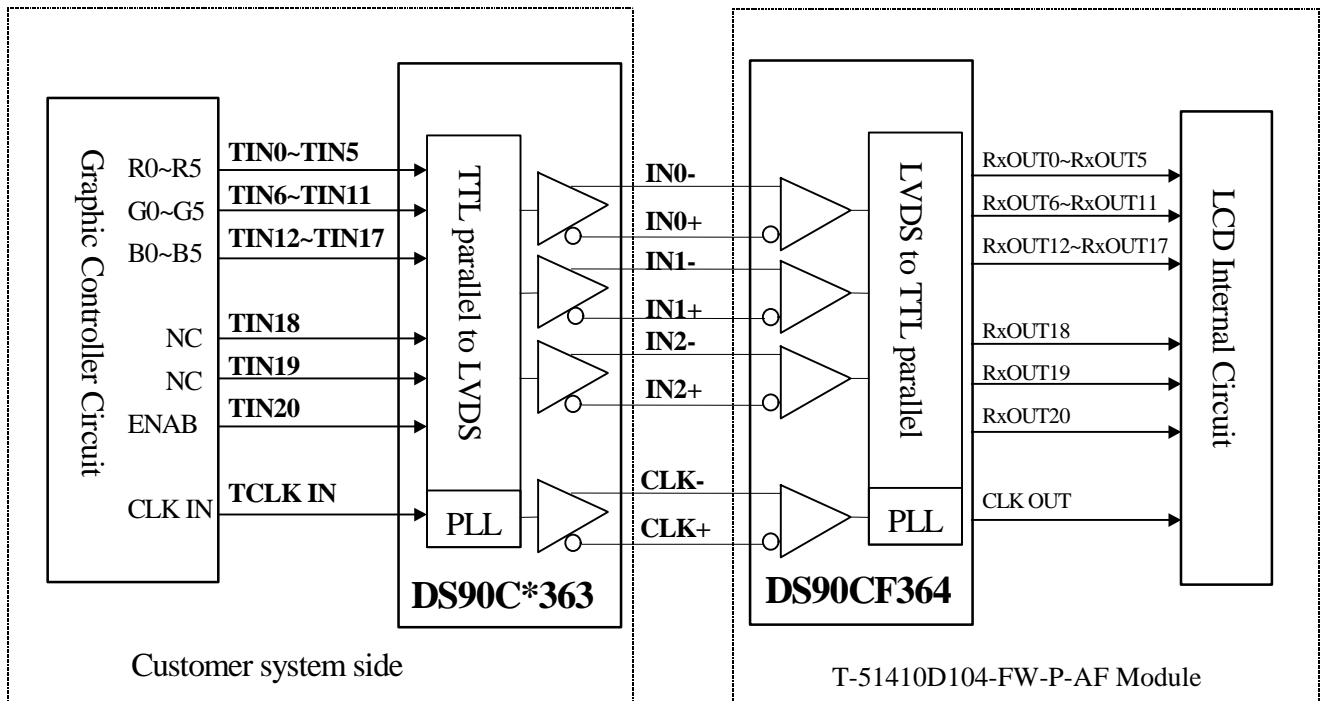 Graphic Controller Circuit
R0~R5
G0~G5
B0~B5
NC
NC
ENAB
CLK IN
TIN0~TIN5
TIN6~TIN11
TIN12~TIN17
TIN18
TIN19
TIN20
TCLK IN
TTL parallel to LVDS
PLL
DS90C*363
Customer system side
IN0-
IN0+
IN1-
IN1+
IN2-
IN2+
CLK-
CLK+
LVDS to TTL parallel
PLL
DS90CF364
RxOUT0~RxOUT5
RxOUT6~RxOUT11
RxOUT12~RxOUT17
RxOUT18
RxOUT19
RxOUT20
CLK OUT
LCD Internal Circuit
T-51410D104-FW-P-AF Module